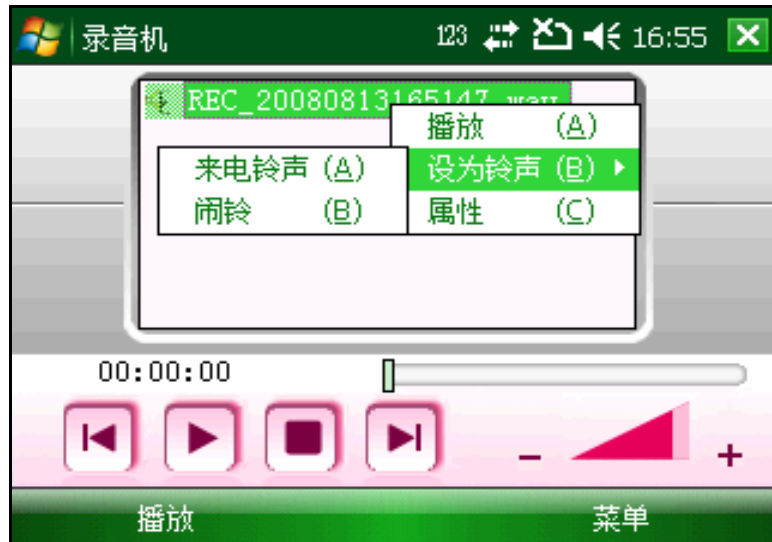 录音机 123 16:55
REC_20080813165147.wav
播放 (A)
来电铃声 (A) 设为铃声 (B)
闹铃 (B) 属性 (C)
00:00:00
- +
播放 菜单